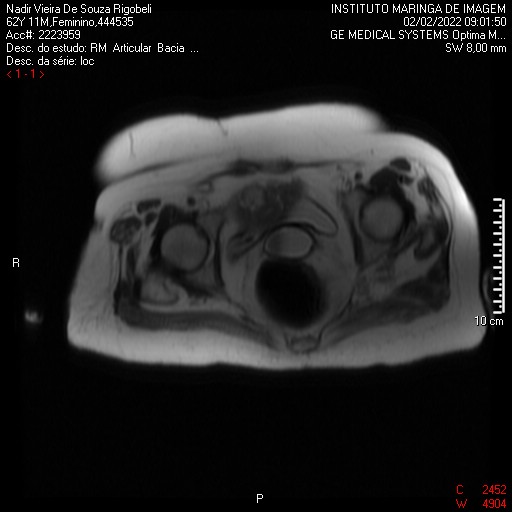 Nadir Vieira De Souza Rigobeli
62Y 11M,Feminino,444535
Acc#: 2223959
Desc. do estudo: RM Articular Bacia ...
Desc. da série: loc
< 1 - 1 >
INSTITUTO MARINGA DE IMAGEM
02/02/2022 09:01:50
GE MEDICAL SYSTEMS Optima M...
SW 8,00 mm
R
10 cm
P
C 2452
W 4904